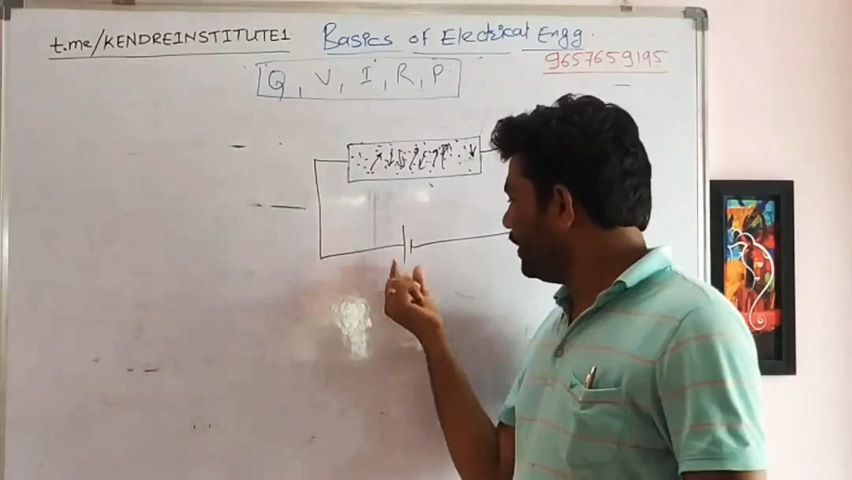 t.me/KENDREINSTITUTE1
Basics of Electrical Engg.
9657659195
Q, V, I, R, P